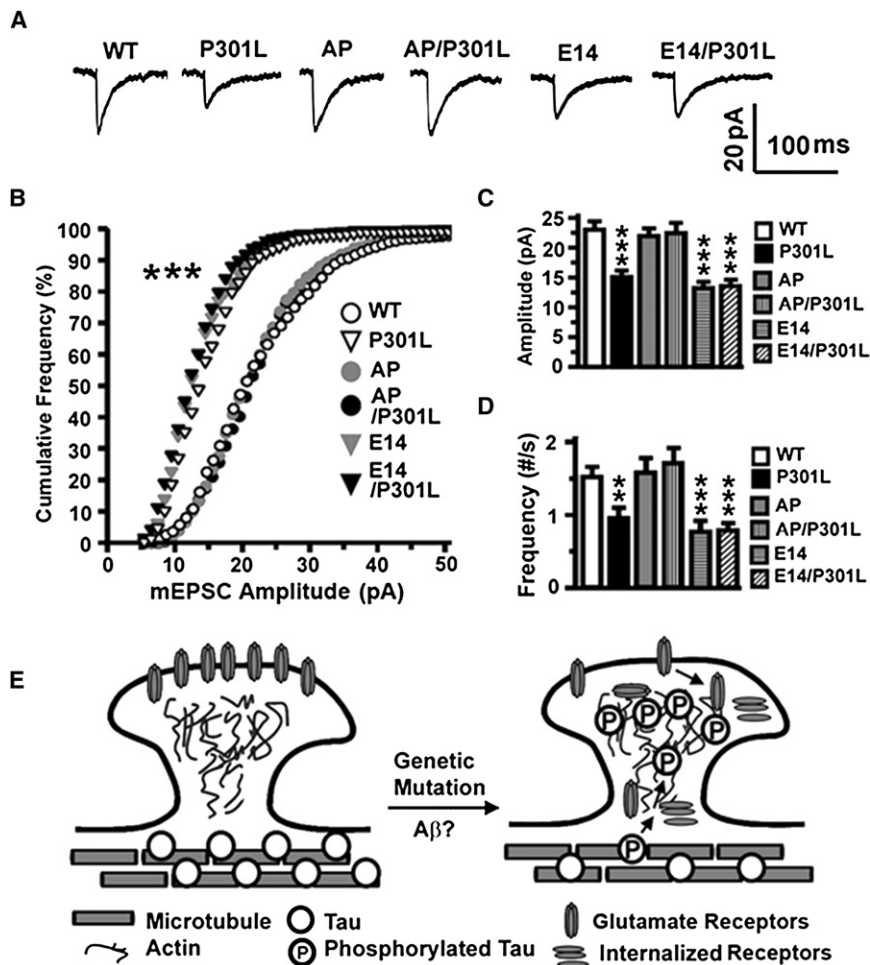 A
WT P301L AP AP/P301L E14 E14/P301L
20 pA
100 ms
B
Cumulative Frequency (%)
100
90
80
70
60
50
40
30
20
10
0
***
WT
P301L
AP
AP
/P301L
E14
E14
/P301L
0 10 20 30 40 50
mEPSC Amplitude (pA)
C
Amplitude (pA)
25
20
15
10
5
0
*** *** ***
WT
P301L
AP
AP/P301L
E14
E14/P301L
D
Frequency (#/s)
2
1
0
** *** ***
WT
P301L
AP
AP/P301L
E14
E14/P301L
E
Genetic
Mutation
Aβ?
P P P P P P
Microtubule
Tau
Glutamate Receptors
Actin
P Phosphorylated Tau
Internalized Receptors